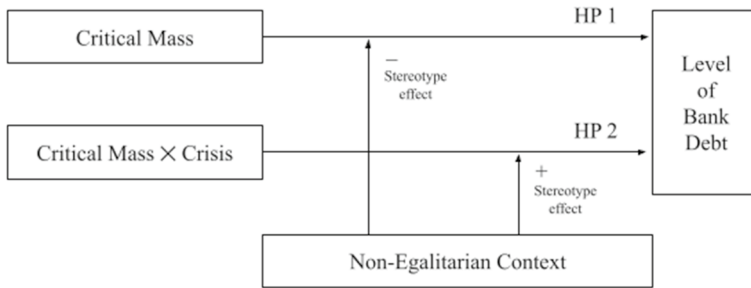 HP 1
Critical Mass
Level
of
Bank
Debt
−
Stereotype
effect
HP 2
Critical Mass × Crisis
+
Stereotype
effect
Non-Egalitarian Context